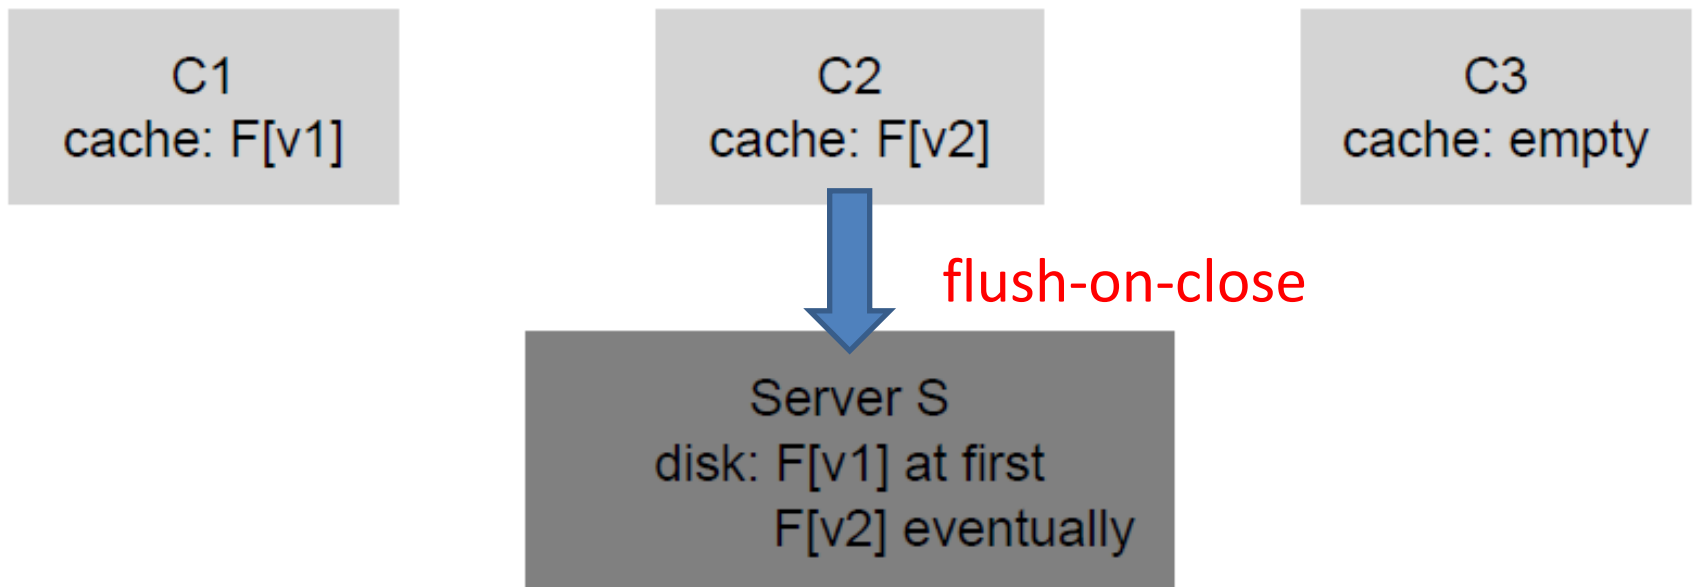 C1
cache: F[v1]
C2
cache: F[v2]
C3
cache: empty
flush-on-close
Server S
disk: F[v1] at first
F[v2] eventually